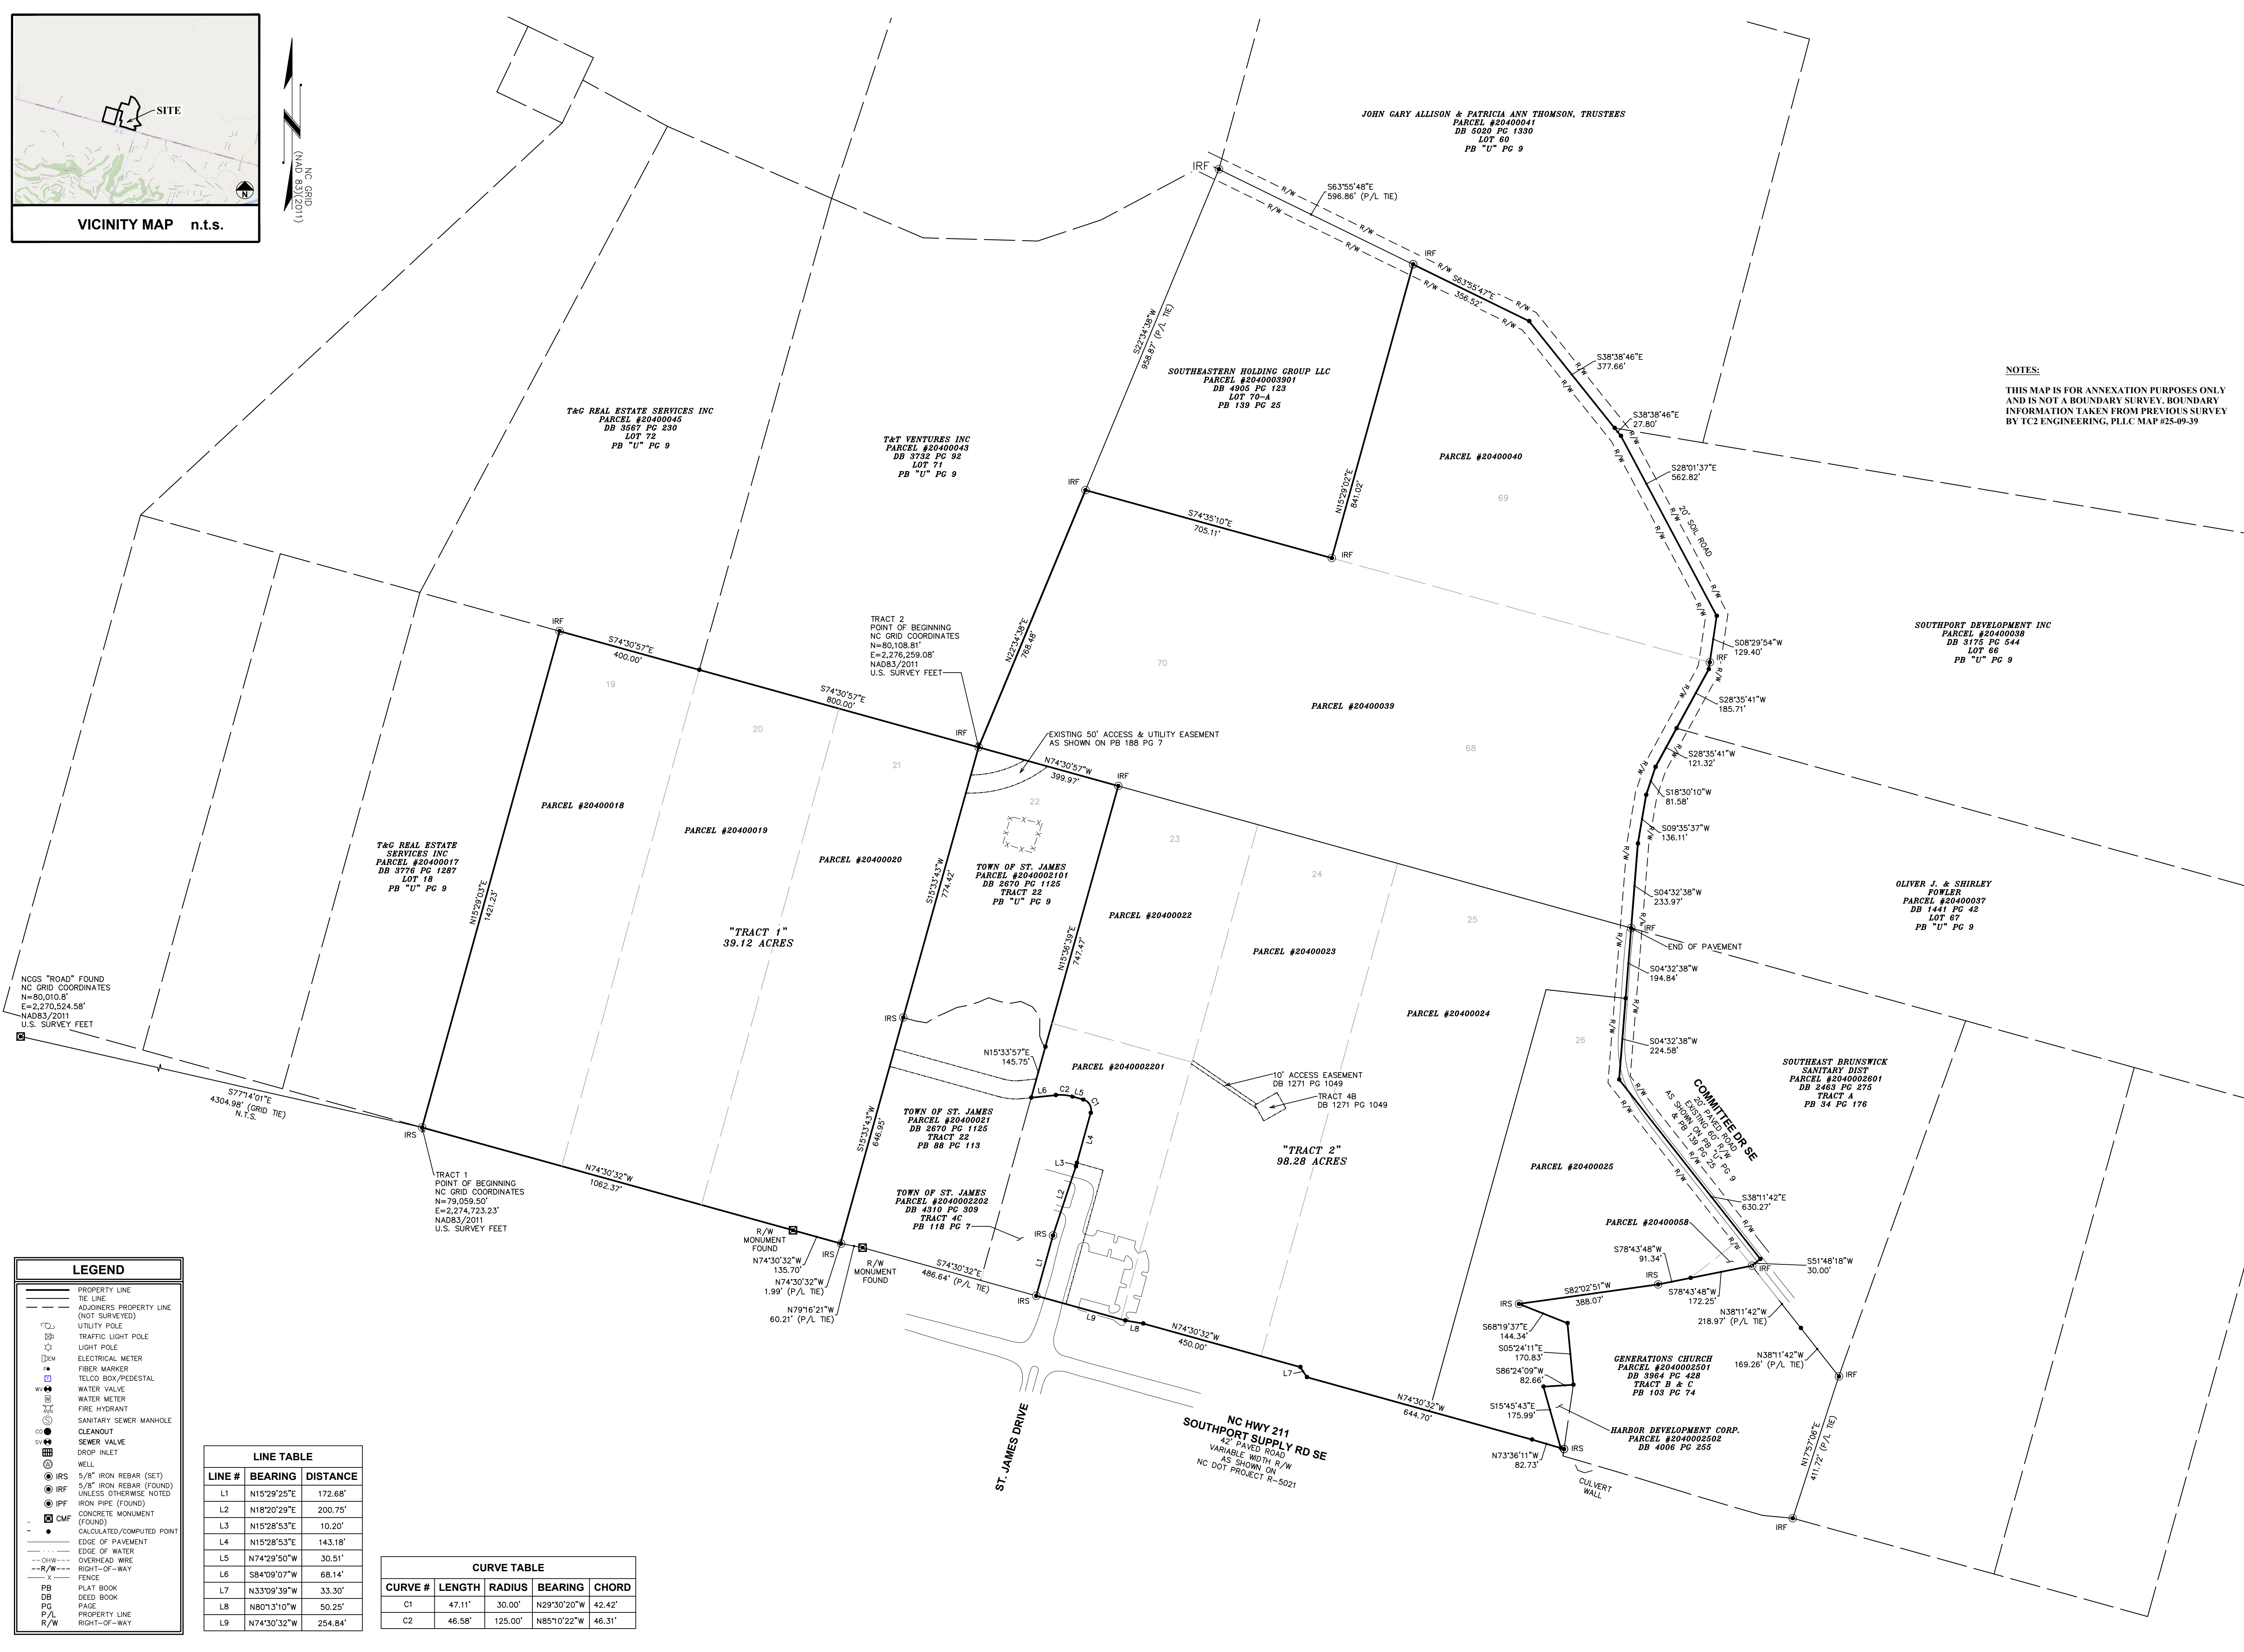 SITE
N
VICINITY MAP n.t.s.
NC GRID
(NAD 83)(2011)
JOHN GARY ALLISON & PATRICIA ANN THOMSON, TRUSTEES
PARCEL #20400041
DB 5020 PG 1330
LOT 60
PB "U" PG 9
IRF
S63°55'48"E
596.86' (P/L TIE)
R/W
IRF
S63°55'47"E
356.52'
S22°34'38"W
958.87' (P/L TIE)
S38°38'46"E
377.66'
NOTES:
THIS MAP IS FOR ANNEXATION PURPOSES ONLY
AND IS NOT A BOUNDARY SURVEY. BOUNDARY
INFORMATION TAKEN FROM PREVIOUS SURVEY
BY TC2 ENGINEERING, PLLC MAP #25-09-39
SOUTHEASTERN HOLDING GROUP LLC
PARCEL #2040003901
DB 4905 PG 123
LOT 70-A
PB 139 PG 25
T&G REAL ESTATE SERVICES INC
PARCEL #20400045
DB 3567 PG 230
LOT 72
PB "U" PG 9
T&T VENTURES INC
PARCEL #20400043
DB 3732 PG 92
LOT 71
PB "U" PG 9
S38°38'46"E
27.80'
PARCEL #20400040
69
N15°29'02"E
841.02'
S28°01'37"E
562.82'
20' SOIL ROAD
IRF
S74°35'10"E
705.11'
IRF
TRACT 2
POINT OF BEGINNING
NC GRID COORDINATES
N=80,108.81'
E=2,276,259.08'
NAD83/2011
U.S. SURVEY FEET
N22°34'38"E
768.48'
70
S08°29'54"W
129.40'
IRF
SOUTHPORT DEVELOPMENT INC
PARCEL #20400038
DB 3175 PG 544
LOT 66
PB "U" PG 9
IRF
S74°30'57"E
400.00'
19
S74°30'57"E
800.00'
20
21
IRF
EXISTING 50' ACCESS & UTILITY EASEMENT
AS SHOWN ON PB 188 PG 7
PARCEL #20400039
68
S28°35'41"W
185.71'
S28°35'41"W
121.32'
N74°30'57"W
399.97'
IRF
S18°30'10"W
81.58'
22
S09°35'37"W
136.11'
PARCEL #20400018
PARCEL #20400019
PARCEL #20400020
T&G REAL ESTATE
SERVICES INC
PARCEL #20400017
DB 3776 PG 1287
LOT 18
PB "U" PG 9
N15°29'03"E
1421.23'
S15°33'43"W
774.42'
TOWN OF ST. JAMES
PARCEL #2040002101
DB 2670 PG 1125
TRACT 22
PB "U" PG 9
23
24
25
S04°32'38"W
233.97'
OLIVER J. & SHIRLEY
FOWLER
PARCEL #20400037
DB 1441 PG 42
LOT 67
PB "U" PG 9
IRF
END OF PAVEMENT
"TRACT 1"
39.12 ACRES
N15°36'39"E
747.47'
PARCEL #20400022
PARCEL #20400023
PARCEL #20400024
S04°32'38"W
194.84'
NCGS "ROAD" FOUND
NC GRID COORDINATES
N=80,010.8'
E=2,270,524.58'
NAD83/2011
U.S. SURVEY FEET
IRS
26
S04°32'38"W
224.58'
SOUTHEAST BRUNSWICK
SANITARY DIST
PARCEL #2040002601
DB 2463 PG 275
TRACT A
PB 34 PG 176
N15°33'57"E
145.75'
PARCEL #2040002201
10' ACCESS EASEMENT
DB 1271 PG 1049
TRACT 4B
DB 1271 PG 1049
S77°14'01"E
4304.98' (GRID TIE)
N.T.S.
IRS
L6
C2
L5
C1
L4
L3
L2
S15°33'43"W
646.95'
TOWN OF ST. JAMES
PARCEL #20400021
DB 2670 PG 1125
TRACT 22
PB 88 PG 113
"TRACT 2"
98.28 ACRES
COMMITTEE DR SE
20' PAVED ROAD
EXISTING 60' R/W
AS SHOWN ON PB "U" PG 9
& PB 139 PG 25
TRACT 1
POINT OF BEGINNING
NC GRID COORDINATES
N=79,059.50'
E=2,274,723.23'
NAD83/2011
U.S. SURVEY FEET
N74°30'32"W
1062.37'
TOWN OF ST. JAMES
PARCEL #2040002202
DB 4310 PG 309
TRACT 4C
PB 118 PG 7
PARCEL #20400025
PARCEL #20400058
S38°11'42"E
630.27'
R/W
MONUMENT
FOUND
N74°30'32"W
135.70'
N74°30'32"W
1.99' (P/L TIE)
N79°16'21"W
60.21' (P/L TIE)
IRS
R/W
MONUMENT
FOUND
S74°30'32"E
486.64' (P/L TIE)
IRS
L1
IRS
L9
L8
N74°30'32"W
450.00'
L7
S78°43'48"W
91.34'
S82°02'51"W
388.07'
IRS
IRS
S78°43'48"W
172.25'
S51°48'18"W
30.00'
IRF
N38°11'42"W
218.97' (P/L TIE)
N38°11'42"W
169.26' (P/L TIE)
IRF
S68°19'37"E
144.34'
S05°24'11"E
170.83'
S86°24'09"W
82.66'
S15°45'43"E
175.99'
GENERATIONS CHURCH
PARCEL #2040002501
DB 3964 PG 428
TRACT B & C
PB 103 PG 74
HARBOR DEVELOPMENT CORP.
PARCEL #2040002502
DB 4006 PG 255
N74°30'32"W
644.70'
N73°36'11"W
82.73'
IRS
CULVERT
WALL
N17°57'06"E
411.72' (P/L TIE)
IRF
ST. JAMES DRIVE
NC HWY 211
SOUTHPORT SUPPLY RD SE
42' PAVED ROAD
VARIABLE WIDTH R/W
AS SHOWN ON
NC DOT PROJECT R-5021
LEGEND
PROPERTY LINE
TIE LINE
ADJOINERS PROPERTY LINE
(NOT SURVEYED)
UTILITY POLE
TRAFFIC LIGHT POLE
LIGHT POLE
EM ELECTRICAL METER
F FIBER MARKER
T TELCO BOX/PEDESTAL
WV WATER VALVE
WATER METER
FIRE HYDRANT
S SANITARY SEWER MANHOLE
CO CLEANOUT
SV SEWER VALVE
DROP INLET
W WELL
IRS 5/8" IRON REBAR (SET)
IRF 5/8" IRON REBAR (FOUND)
UNLESS OTHERWISE NOTED
IPF IRON PIPE (FOUND)
CMF CONCRETE MONUMENT
(FOUND)
CALCULATED/COMPUTED POINT
EDGE OF PAVEMENT
EDGE OF WATER
OHW OVERHEAD WIRE
R/W RIGHT-OF-WAY
X FENCE
PB PLAT BOOK
DB DEED BOOK
PG PAGE
P/L PROPERTY LINE
R/W RIGHT-OF-WAY
LINE TABLE
LINE # BEARING DISTANCE
L1 N15°29'25"E 172.68'
L2 N18°20'29"E 200.75'
L3 N15°28'53"E 10.20'
L4 N15°28'53"E 143.18'
L5 N74°29'50"W 30.51'
L6 S84°09'07"W 68.14'
L7 N33°09'39"W 33.30'
L8 N80°13'10"W 50.25'
L9 N74°30'32"W 254.84'
CURVE TABLE
CURVE # LENGTH RADIUS BEARING CHORD
C1 47.11' 30.00' N29°30'20"W 42.42'
C2 46.58' 125.00' N85°10'22"W 46.31'